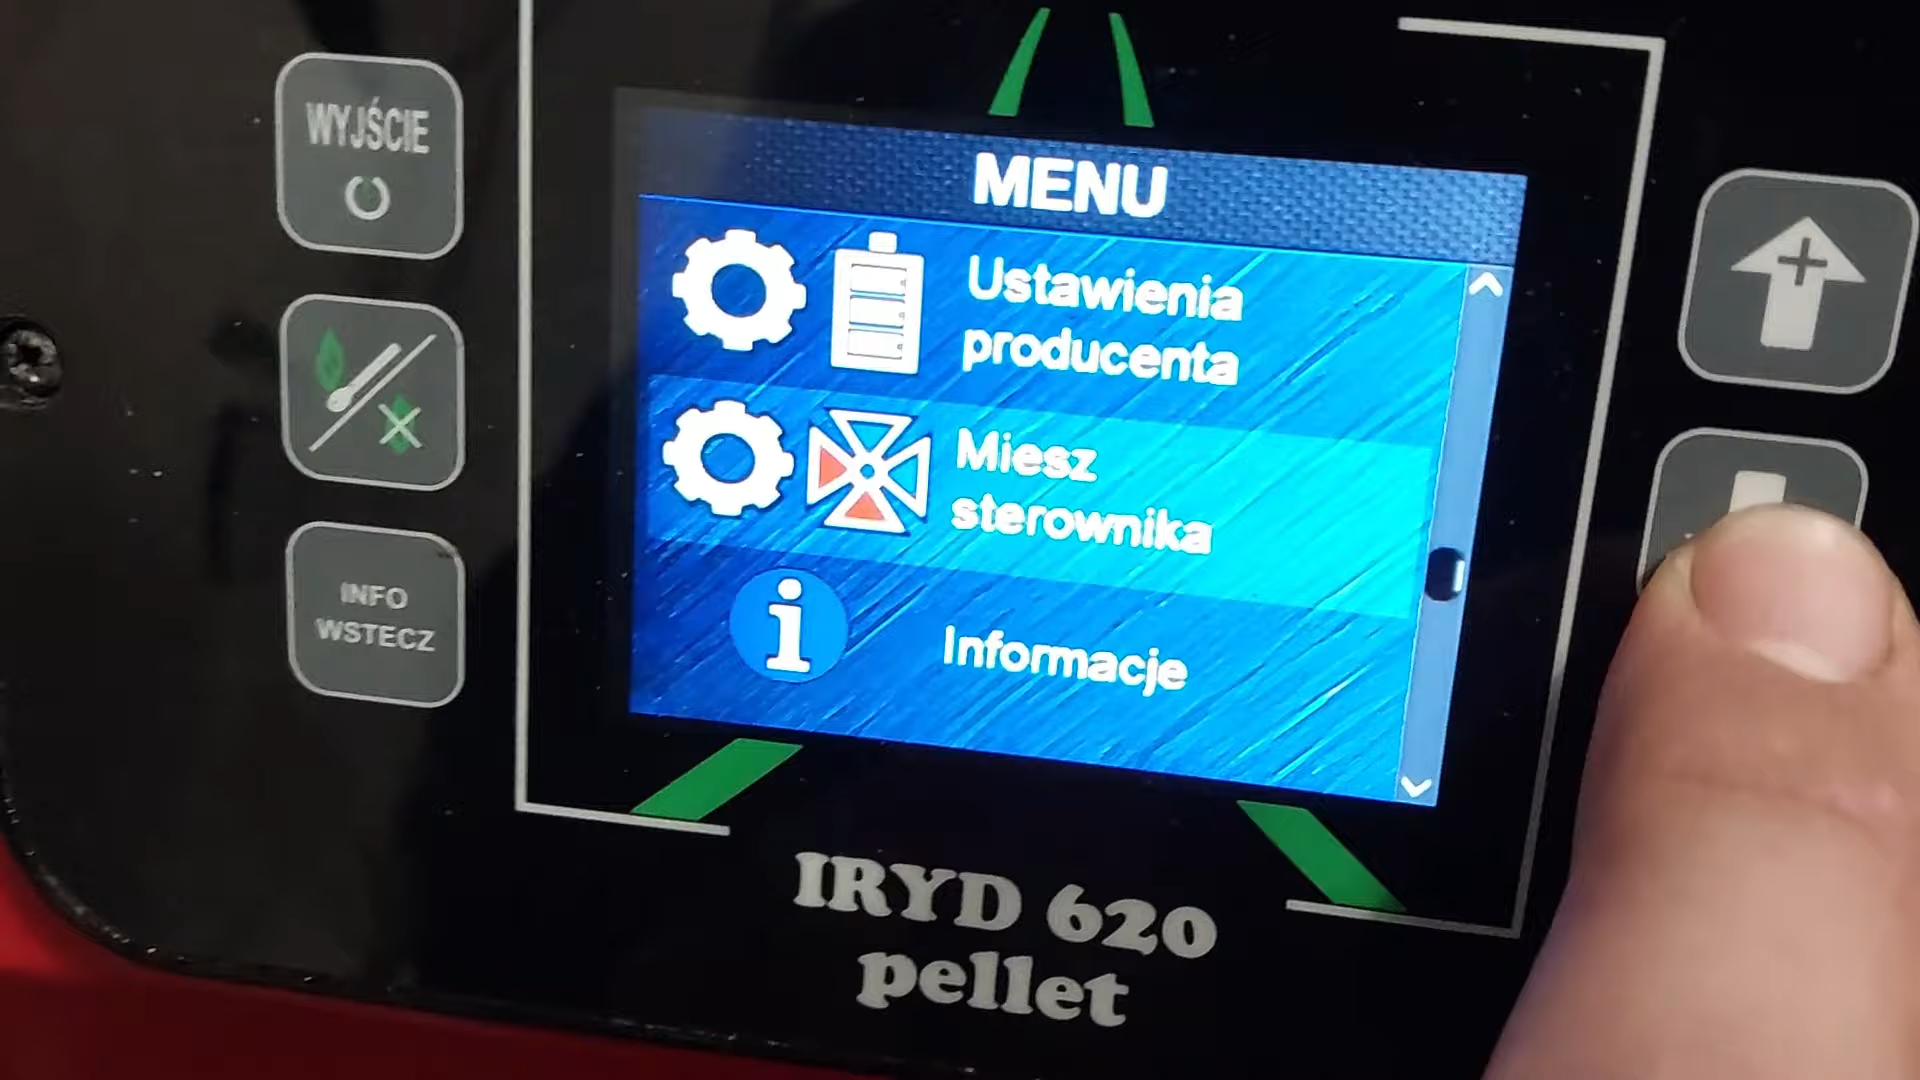 WYJŚCIE
INFO
WSTECZ
MENU
Ustawienia
producenta
Miesz
sterownika
Informacje
IRYD 620
pellet